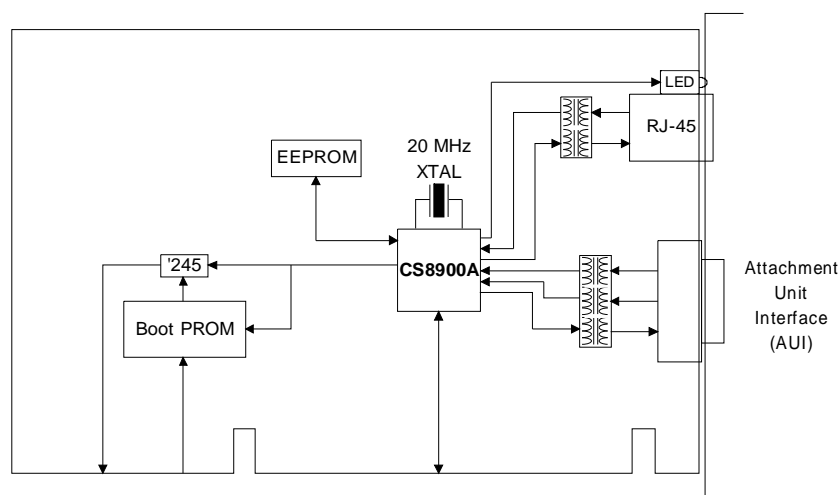 LED
RJ-45
20 MHz
XTAL
EEPROM
'245
CS8900A
Boot PROM
Attachment
Unit
Interface
(AUI)